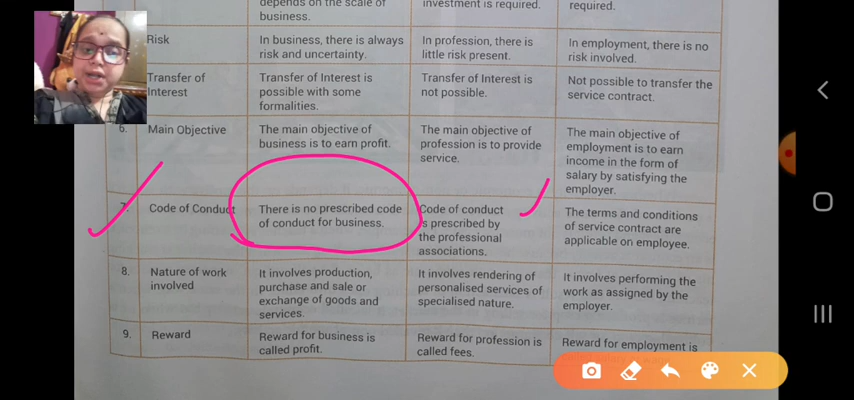 depends on the scale of
business.
investment is required.
required.
Risk
In business, there is always
risk and uncertainty.
In profession, there is
little risk present.
In employment, there is no
risk involved.
Transfer of
Interest
Transfer of Interest is
possible with some
formalities.
Transfer of Interest is
not possible.
Not possible to transfer the
service contract.
6.
Main Objective
The main objective of
business is to earn profit.
The main objective of
profession is to provide
service.
The main objective of
employment is to earn
income in the form of
salary by satisfying the
employer.
7.
Code of Conduct
There is no prescribed code
of conduct for business.
Code of conduct
is prescribed by
the professional
associations.
The terms and conditions
of service contract are
applicable on employee.
8.
Nature of work
involved
It involves production,
purchase and sale or
exchange of goods and
services.
It involves rendering of
personalised services of
specialised nature.
It involves performing the
work as assigned by the
employer.
9.
Reward
Reward for business is
called profit.
Reward for profession is
called fees.
Reward for employment is